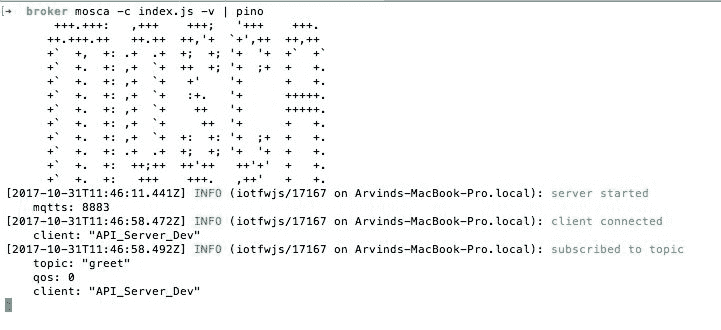 [→  broker mosca -c index.js -v | pino
       +++.+++:   ,+++    +++;   '+++    +++.
      ++.+++.++   ++.++  ++,'+  `+',++  ++,++
      +`  +,  +: .+  .+  +;  +; '+  '+  +`  +`
      +`  +.  +: ,+  `+  ++  +; '+  ;+  +   +.
      +`  +.  +: ,+  `+   +'    '+      +   +.
      +`  +.  +: ,+  `+   :+.   '+      +++++.
      +`  +.  +: ,+  `+    ++   '+      +++++.
      +`  +.  +: ,+  `+     ++  '+      +   +.
      +`  +.  +: ,+  `+  +:  +: '+  ;+  +   +.
      +`  +.  +: .+  .+  +;  +; '+  '+  +   +.
      +`  +.  +:  ++;++  ++'++   ++'+'  +   +.
      +`  +.  +:   +++    +++.   ,++'   +   +.
[2017-10-31T11:46:11.441Z] INFO (iotfwjs/17167 on Arvinds-MacBook-Pro.local): server started
    mqtts: 8883
[2017-10-31T11:46:58.472Z] INFO (iotfwjs/17167 on Arvinds-MacBook-Pro.local): client connected
    client: "API_Server_Dev"
[2017-10-31T11:46:58.492Z] INFO (iotfwjs/17167 on Arvinds-MacBook-Pro.local): subscribed to topic
    topic: "greet"
    qos: 0
    client: "API_Server_Dev"